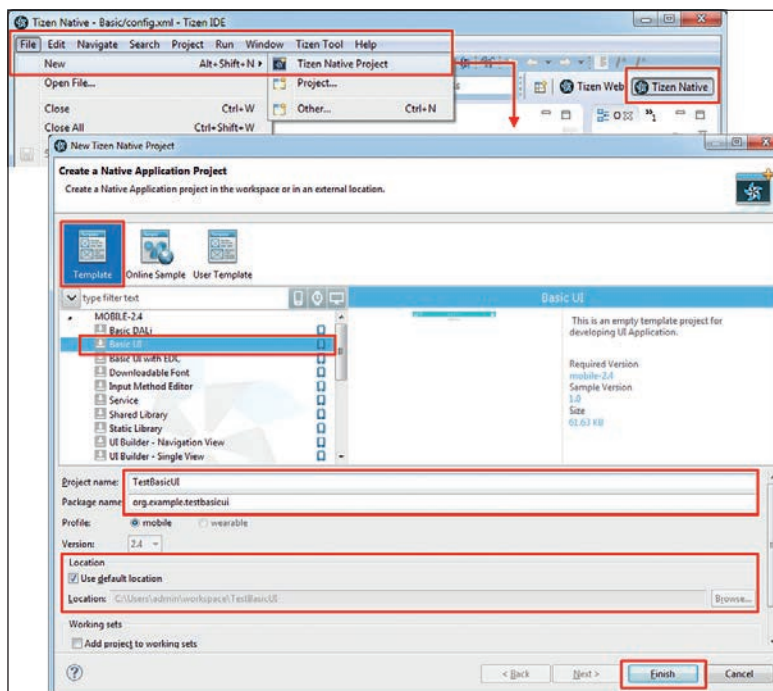 Tizen Native - Basic/config.xml - Tizen IDE
File Edit Navigate Search Project Run Window Tizen Tool Help
New Alt+Shift+N
Tizen Native Project
Open File...
Project...
Tizen Web
Tizen Native
Close Ctrl+W
Other... Ctrl+N
Close All Ctrl+Shift+W
New Tizen Native Project
Create a Native Application Project
Create a Native Application project in the workspace or in an external location.
Template
Online Sample
User Template
type filter text
Basic UI
MOBILE-2.4
Basic DALi
Basic UI
Basic UI with EDC
Downloadable Font
Input Method Editor
Service
Shared Library
Static Library
UI Builder - Navigation View
UI Builder - Single View
This is an empty template project for
developing UI Application.
Required Version
mobile-2.4
Sample Version
1.0
Size
61.63 KB
Project name: TestBasicUI
Package name: org.example.testbasicui
Profile: mobile wearable
Version: 2.4
Location
Use default location
Location: C:\Users\admin\workspace\TestBasicUI Browse...
Working sets
Add project to working sets
< Back Next > Finish Cancel